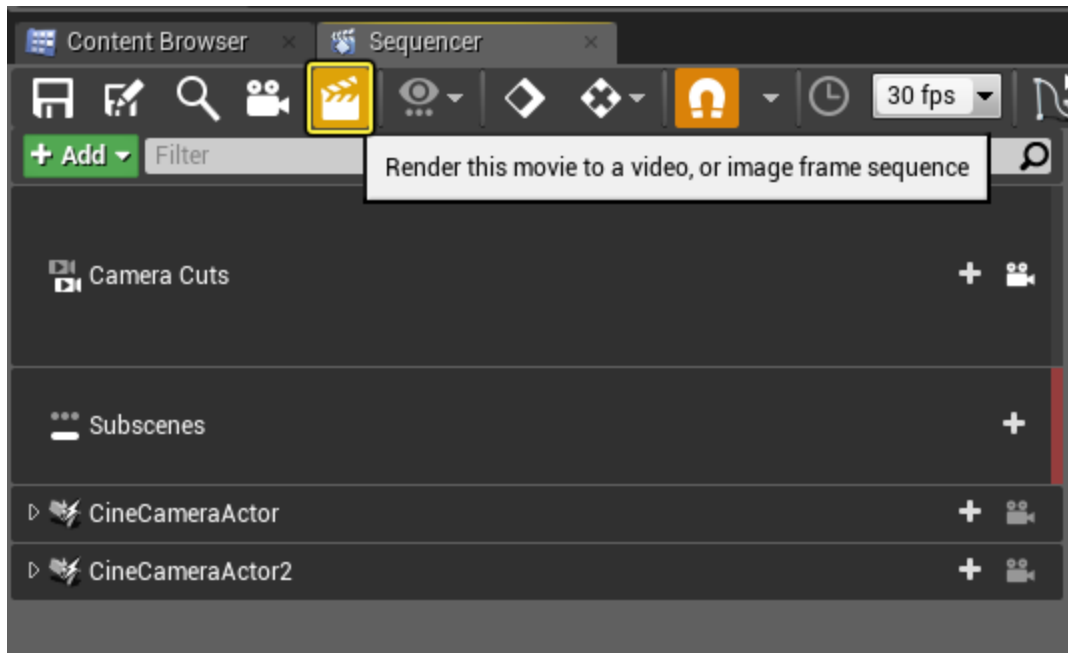 Content Browser
Sequencer
30 fps
Add
Filter
Render this movie to a video, or image frame sequence
Camera Cuts
Subscenes
CineCameraActor
CineCameraActor2